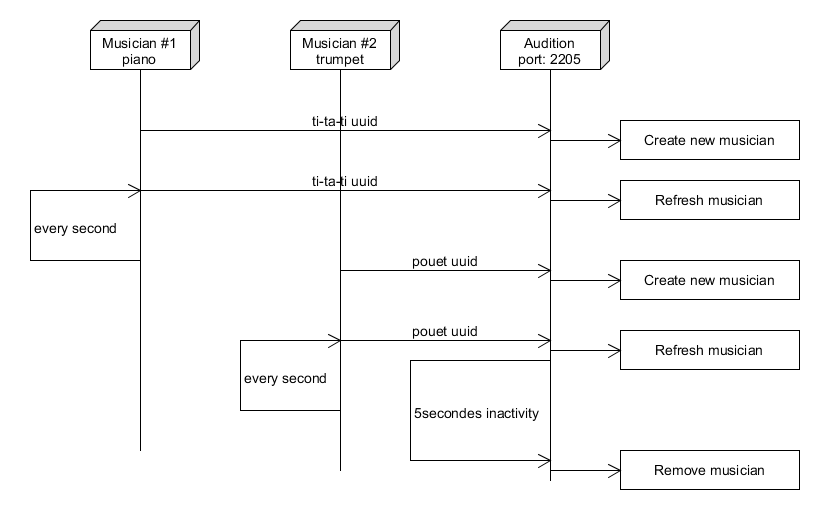 Musician #1
piano
Musician #2
trumpet
Audition
port: 2205
ti-ta-ti uuid
Create new musician
ti-ta-ti uuid
Refresh musician
every second
pouet uuid
Create new musician
pouet uuid
Refresh musician
every second
5secondes inactivity
Remove musician